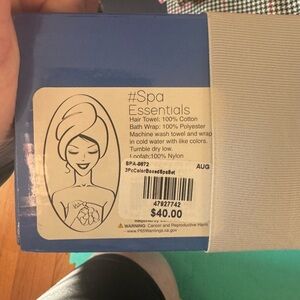 #Spa
Essentials
Hair Towel: 100% Cotton
Bath Wrap: 100% Polyester
Machine wash towel and wrap
in cold water with like colors.
Tumble dry low.
Loofah: 100% Nylon
SPA-0072
AUG
3PcColorBoxedSpaSet
47927742
$40.00
WARNING: Cancer and Reproductive Harm
www.P65Warnings.ca.gov